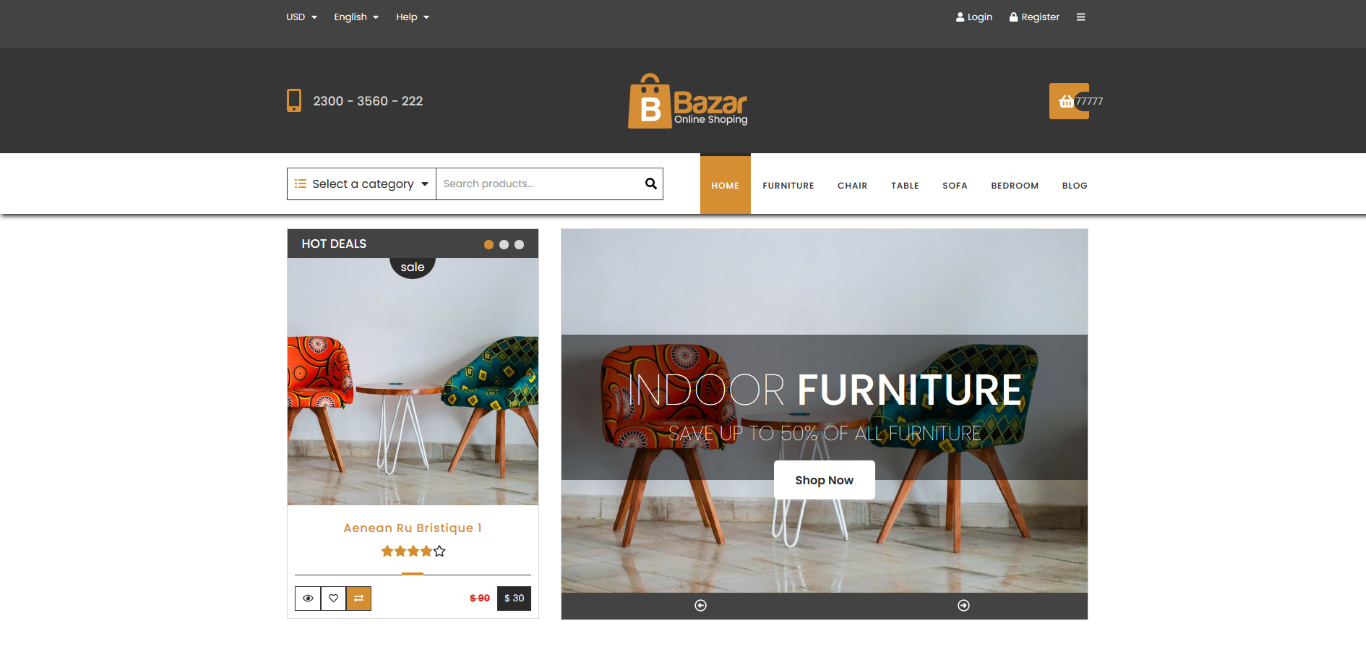 USD English Help Login Register
2300 - 3560 - 222
B Bazar
Online Shoping
77777
Select a category Search products...
HOME FURNITURE CHAIR TABLE SOFA BEDROOM BLOG
HOT DEALS
sale
INDOOR FURNITURE
SAVE UP TO 50% OF ALL FURNITURE
Shop Now
Aenean Ru Bristique 1
$ 90 $ 30